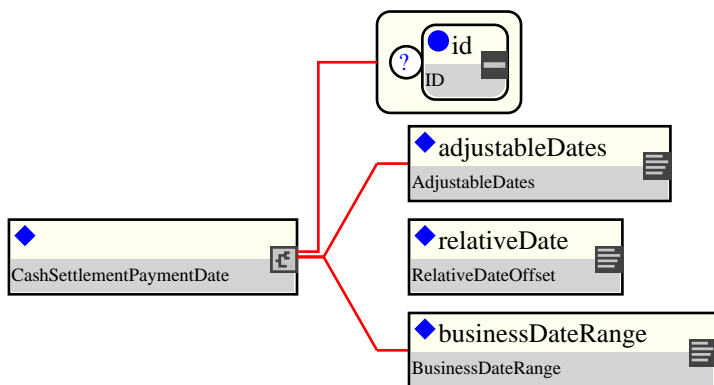 ?
id
ID
adjustableDates
AdjustableDates
CashSettlementPaymentDate
relativeDate
RelativeDateOffset
businessDateRange
BusinessDateRange